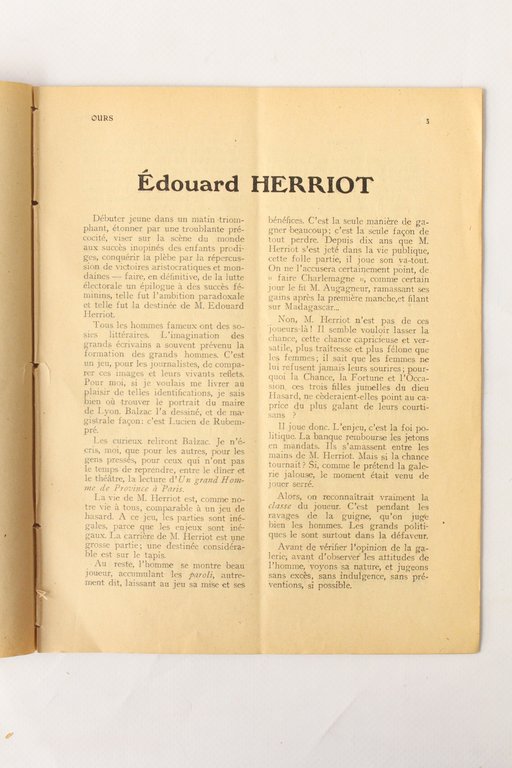 OURS
3
Édouard HERRIOT
Débuter jeune dans un matin triom-
phant, étonner par une troublante pré-
cocité, viser sur la scène du monde
aux succès inopinés des enfants prodi-
ges, conquérir la plèbe par la répercus-
sion de victoires aristocratiques et mon-
daines — faire, en définitive, de la lutte
électorale un épilogue à des succès fé-
minins, telle fut l'ambition paradoxale
et telle fut la destinée de M. Edouard
Herriot.
Tous les hommes fameux ont des so-
sies littéraires. L'imagination des
grands écrivains a souvent prévenu la
formation des grands hommes. C'est
un jeu, pour les journalistes, de compa-
rer ces images et leurs vivants reflets.
Pour moi, si je voulais me livrer au
plaisir de telles identifications, je sais
bien où trouver le portrait du maire
de Lyon. Balzac l'a dessiné, et de ma-
gistrale façon: c'est Lucien de Rubem-
pré.
Les curieux reliront Balzac. Je n'é-
cris, moi, que pour les autres, pour les
gens pressés, pour ceux qui n'ont pas
le temps de reprendre, entre le dîner et
le théâtre, la lecture d'Un grand Hom-
me de Province à Paris.
La vie de M. Herriot est, comme no-
tre vie à tous, comparable à un jeu de
hasard. A ce jeu, les parties sont iné-
gales, parce que les enjeux sont iné-
gaux. La carrière de M. Herriot est une
grosse partie; une destinée considéra-
ble est sur le tapis.
Au reste, l'homme se montre beau
joueur, accumulant les paroli, autre-
ment dit, laissant au jeu sa mise et ses
bénéfices. C'est la seule manière de ga-
gner beaucoup; c'est la seule façon de
tout perdre. Depuis dix ans que M.
Herriot s'est jeté dans la vie publique,
cette folle partie, il joue son va-tout.
On ne l'accusera certainement point, de
« faire Charlemagne », comme certain
jour le fit M. Augagneur, ramassant ses
gains après la première manche, et filant
sur Madagascar...
Non, M. Herriot n'est pas de ces
joueurs-là! Il semble vouloir lasser la
chance, cette chance capricieuse et ver-
satile, plus traîtresse et plus félone que
les femmes; il sait que les femmes ne
lui refusent jamais leurs sourires; pour-
quoi la Chance, la Fortune et l'Occa-
sion, ces trois filles jumelles du dieu
Hasard, ne cèderaient-elles point au ca-
price du plus galant de leurs courti-
sans ?
Il joue donc. L'enjeu, c'est la foi po-
litique. La banque rembourse les jetons
en mandats. Ils s'amassent entre les
mains de M. Herriot. Mais si la chance
tournait? Si, comme le prétend la gale-
rie jalouse, le moment était venu de
jouer serré.
Alors, on reconnaîtrait vraiment la
classe du joueur. C'est pendant les
ravages de la guigne, qu'on juge
bien les hommes. Les grands politi-
ques le sont surtout dans la défaveur.
Avant de vérifier l'opinion de la ga-
lerie, avant d'observer les attitudes de
l'homme, voyons sa nature, et jugeons
sans excès, sans indulgence, sans pré-
ventions, si possible.